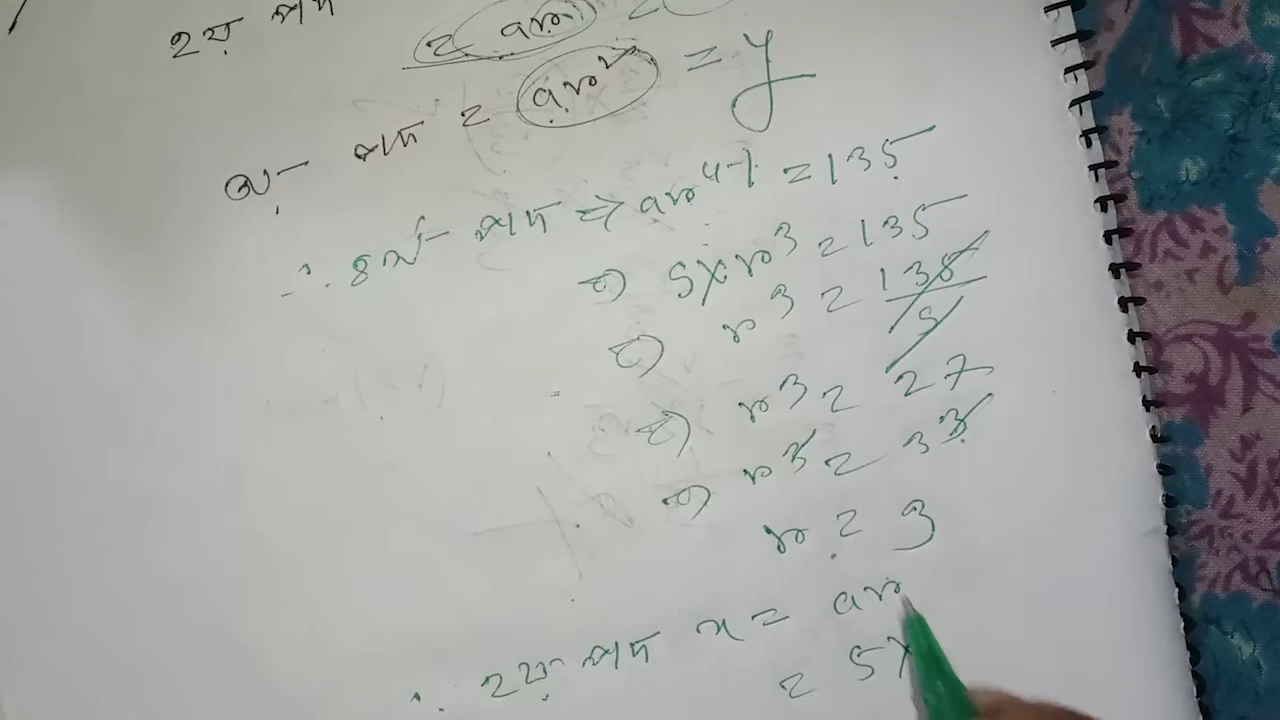 ২য় পদ = ar =
৩য় পদ = ar² = y
∴ ৪র্থ পদ ⇒ ar⁴⁻¹ = 135
⇒ 5×r³ = 135
⇒ r³ = 135/5
⇒ r³ = 27
⇒ r³ = 3³
r = 3
∴ ২য় পদ x = ar
= 5×